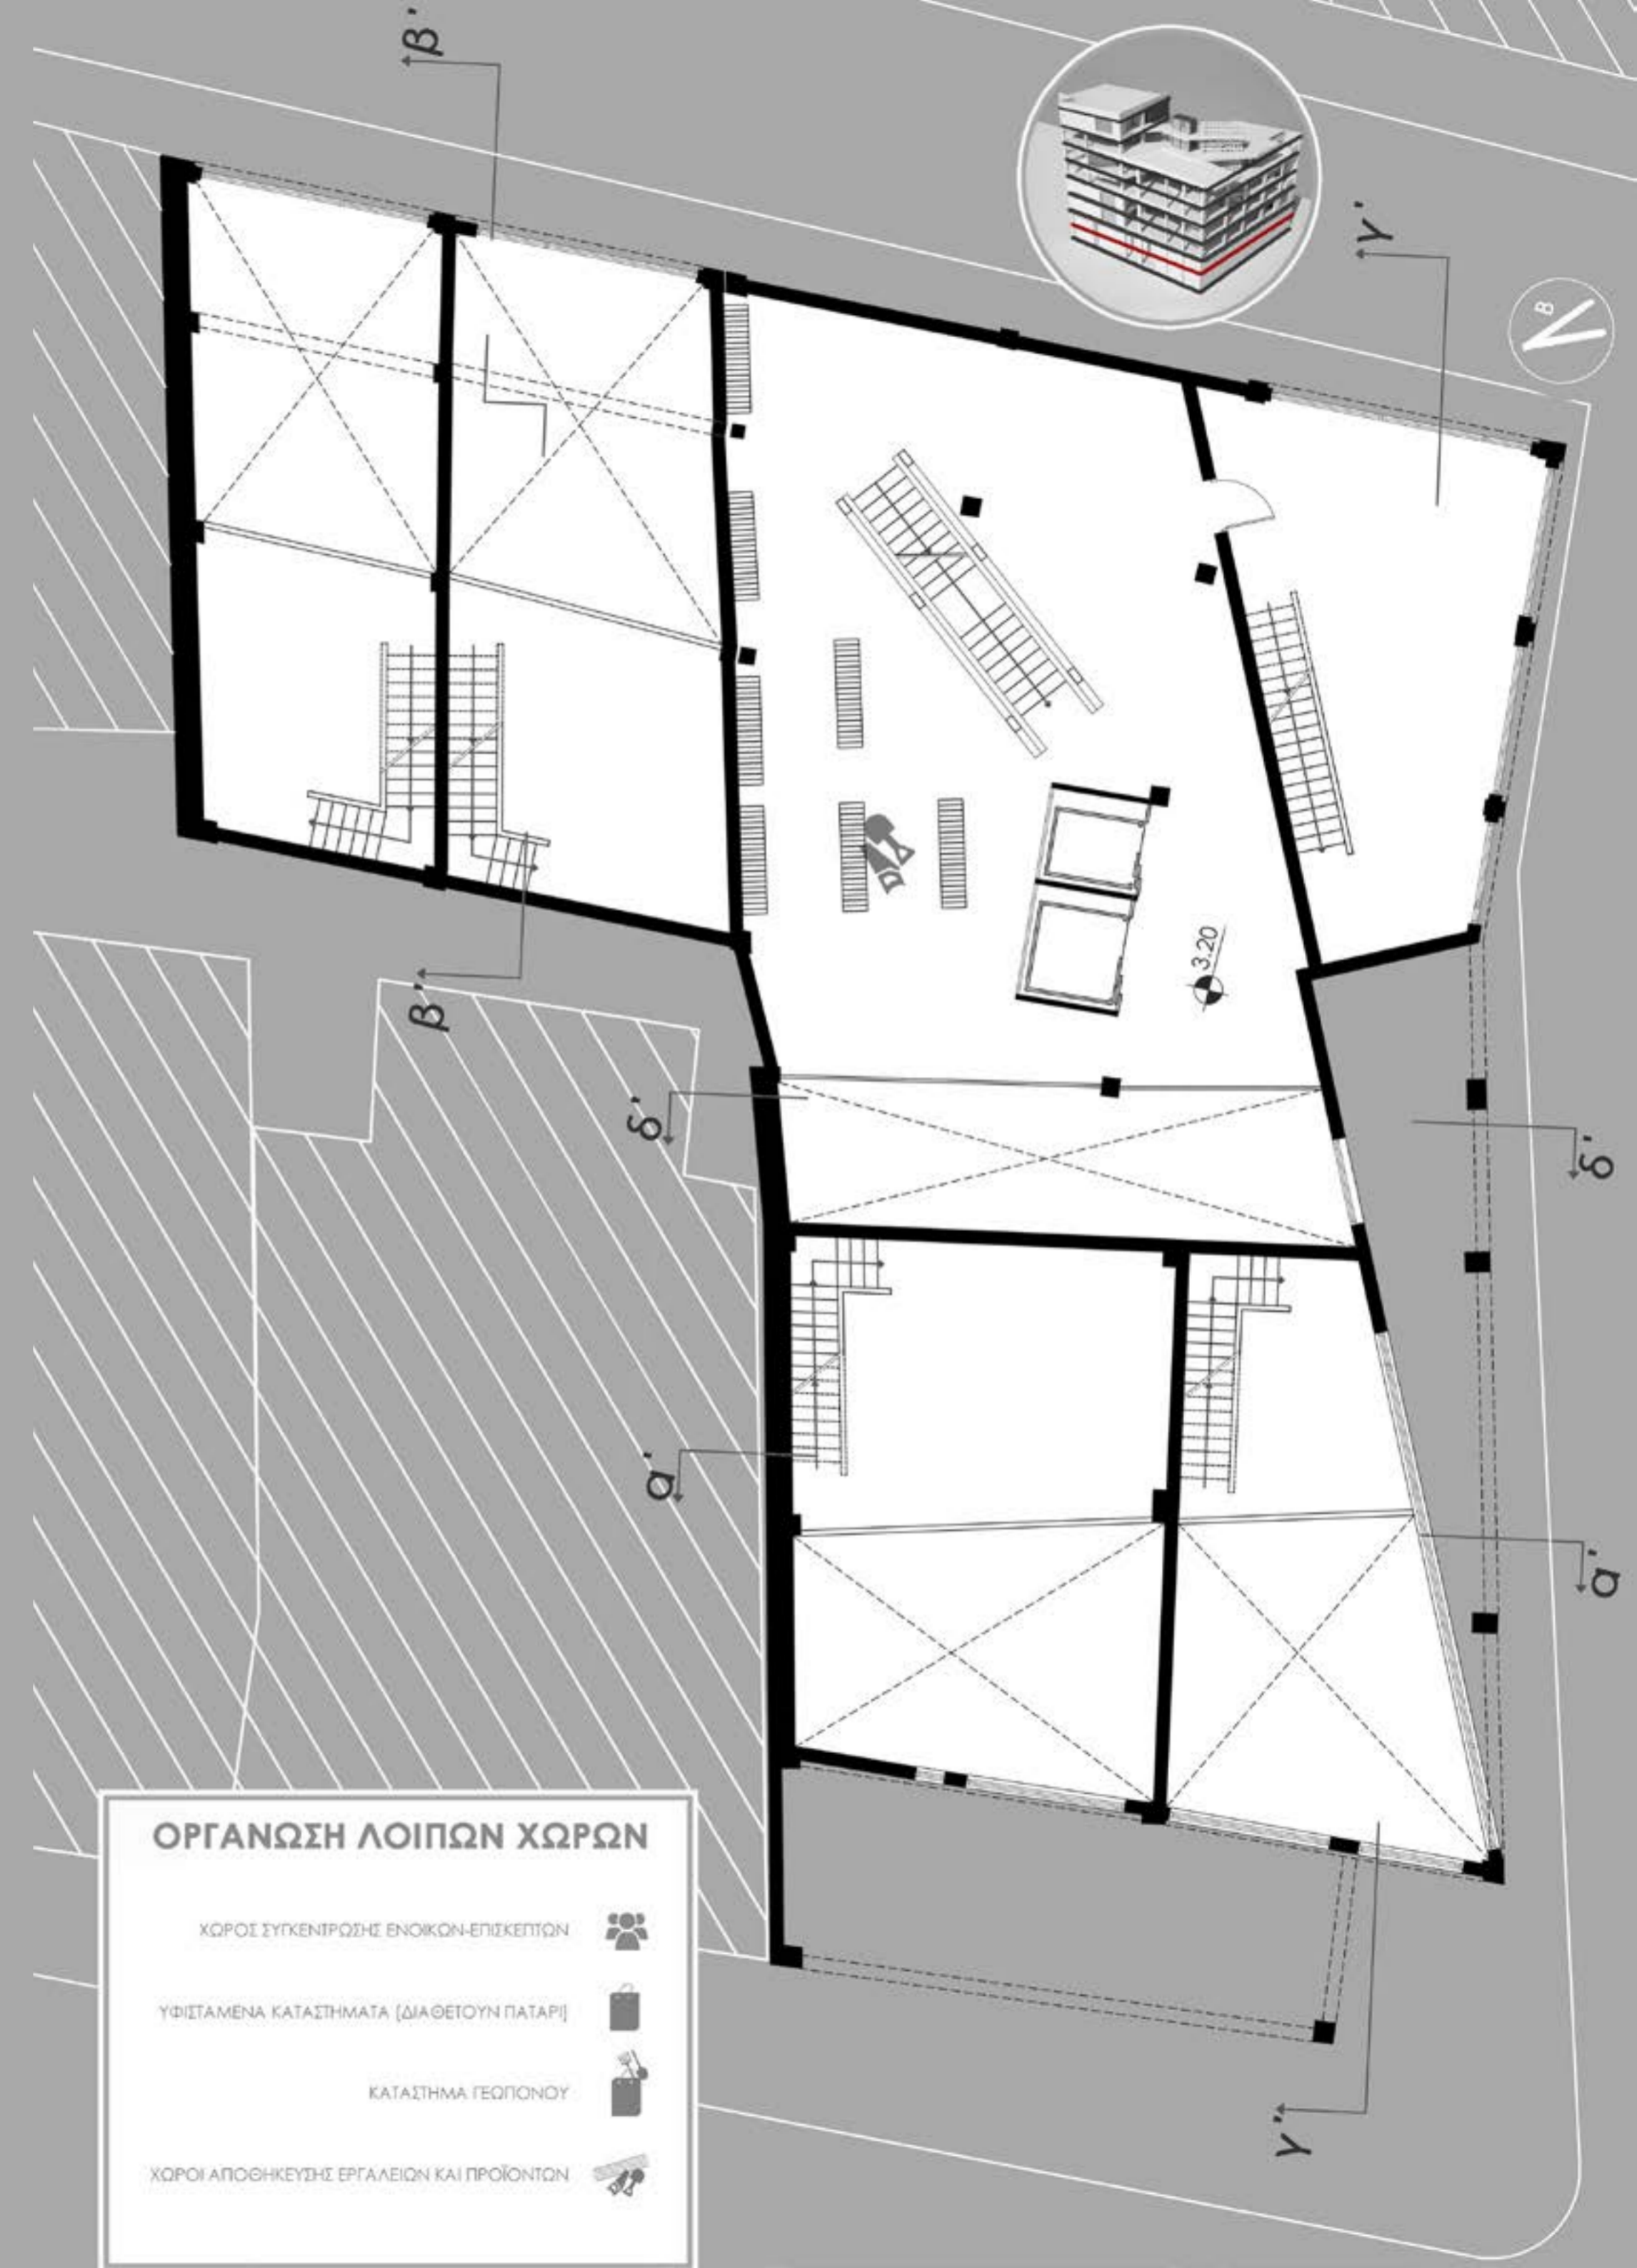 β'
γ'
B
3.20
β'
δ'
δ'
α'
α'
γ'
ΟΡΓΑΝΩΣΗ ΛΟΙΠΩΝ ΧΩΡΩΝ
ΧΩΡΟΣ ΣΥΓΚΕΝΤΡΩΣΗΣ ΕΝΟΙΚΩΝ-ΕΠΙΣΚΕΠΤΩΝ
ΥΦΙΣΤΑΜΕΝΑ ΚΑΤΑΣΤΗΜΑΤΑ (ΔΙΑΘΕΤΟΥΝ ΠΑΤΑΡΙ)
ΚΑΤΑΣΤΗΜΑ ΓΕΩΠΟΝΟΥ
ΧΩΡΟΙ ΑΠΟΘΗΚΕΥΣΗΣ ΕΡΓΑΛΕΙΩΝ ΚΑΙ ΠΡΟΪΟΝΤΩΝ